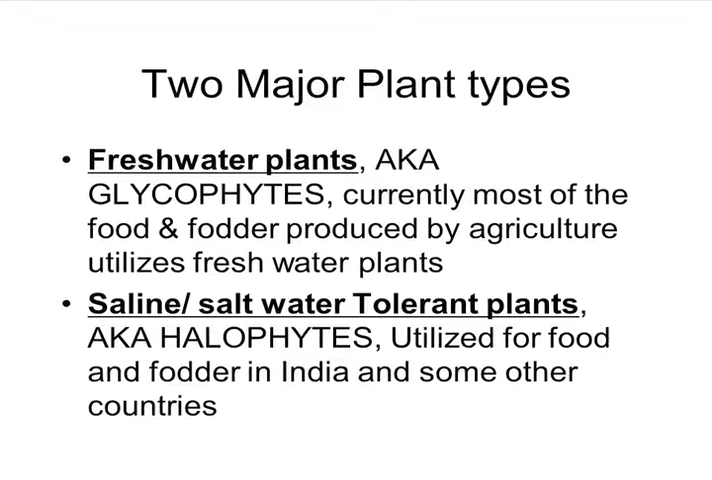 Two Major Plant types
• Freshwater plants, AKA
GLYCOPHYTES, currently most of the
food & fodder produced by agriculture
utilizes fresh water plants
• Saline/ salt water Tolerant plants,
AKA HALOPHYTES, Utilized for food
and fodder in India and some other
countries